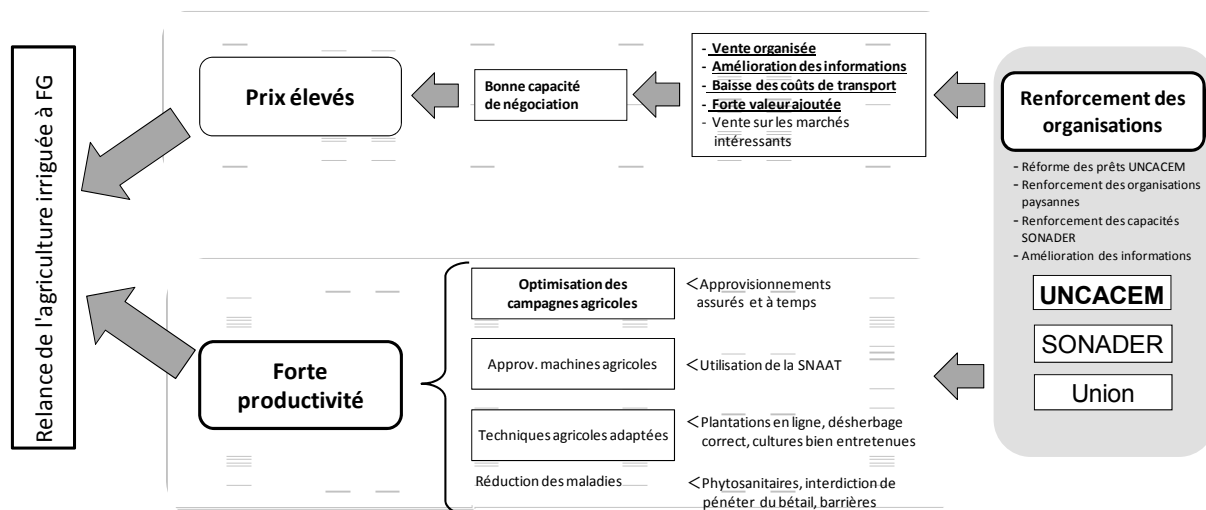 Relance de l'agriculture irriguée à FG
Prix élevés
Bonne capacité
de négociation
- Vente organisée
- Amélioration des informations
- Baisse des coûts de transport
- Forte valeur ajoutée
- Vente sur les marchés
intéressants
Renforcement des
organisations
- Réforme des prêts UNCACEM
- Renforcement des organisations
paysannes
- Renforcement des capacités
SONADER
- Amélioration des informations
UNCACEM
SONADER
Union
Forte
productivité
Optimisation des
campagnes agricoles
<Approvisionnements
assurés et à temps
Approv. machines agricoles
<Utilisation de la SNAAT
Techniques agricoles adaptées
<Plantations en ligne, désherbage
correct, cultures bien entretenues
Réduction des maladies
<Phytosanitaires, interdiction de
pénéter du bétail, barrières